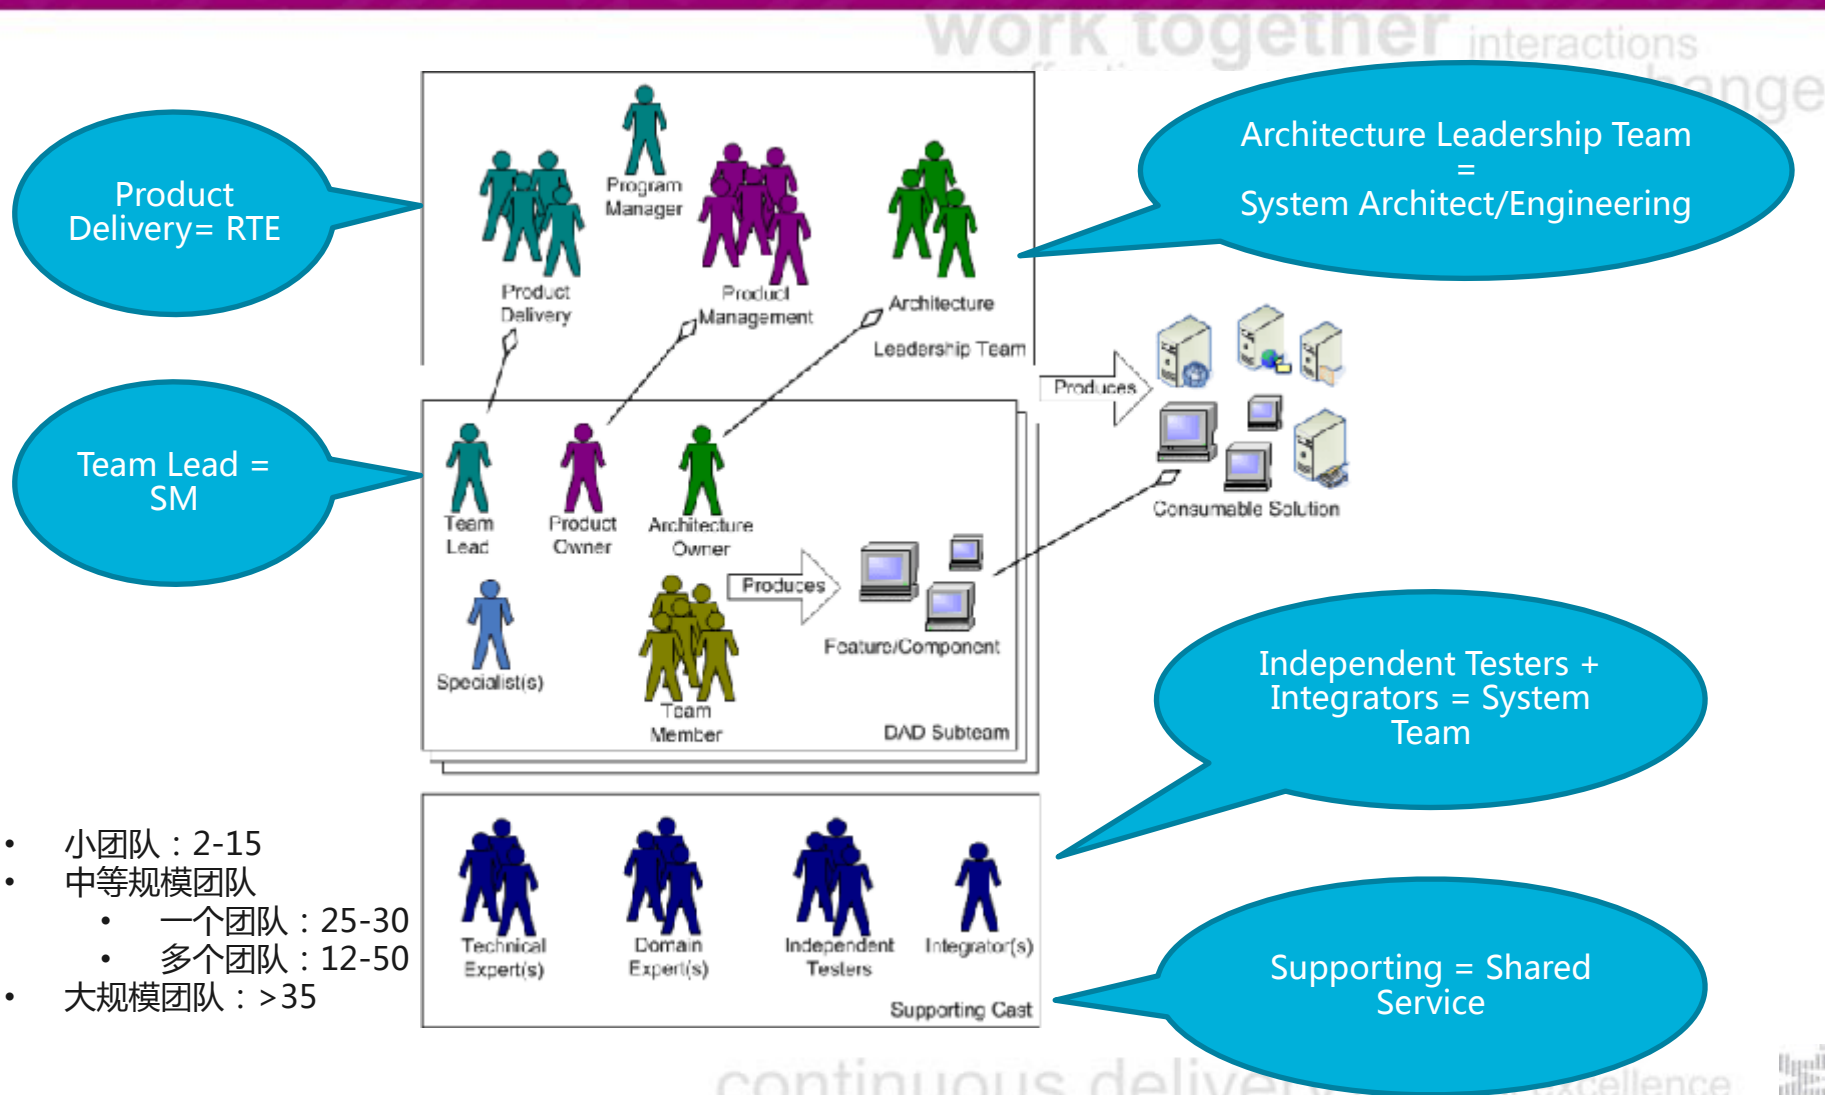 work together interactions
Product
Delivery= RTE
Program
Manager
Product
Delivery
Product
Management
Architecture
Leadership Team
Architecture Leadership Team
=
System Architect/Engineering
Team Lead =
SM
Team
Lead
Product
Owner
Architecture
Owner
Specialist(s)
Team
Member
Produces
Feature/Component
DAD Subteam
Produces
Consumable Solution
Independent Testers +
Integrators = System
Team
• 小团队：2-15
• 中等规模团队
• 一个团队：25-30
• 多个团队：12-50
• 大规模团队：>35
Technical
Expert(s)
Domain
Expert(s)
Independent
Testers
Integrator(s)
Supporting Cast
Supporting = Shared
Service
continuous